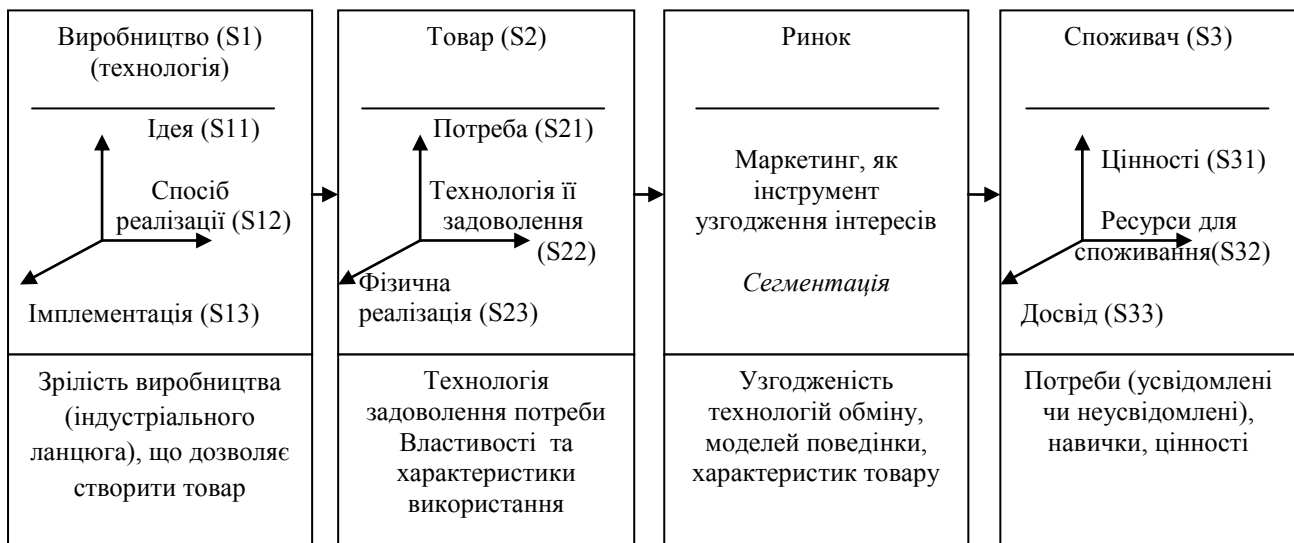 Виробництво (S1)
(технологія)
Ідея (S11)
Спосіб
реалізації (S12)
Імплементація (S13)
Зрілість виробництва
(індустріального
ланцюга), що дозволяє
створити товар
Товар (S2)
Потреба (S21)
Технологія її
задоволення
(S22)
Фізична
реалізація (S23)
Технологія
задоволення потреби
Властивості та
характеристики
використання
Ринок
Маркетинг, як
інструмент
узгодження інтересів
Сегментація
Узгодженість
технологій обміну,
моделей поведінки,
характеристик товару
Споживач (S3)
Цінності (S31)
Ресурси для
споживання(S32)
Досвід (S33)
Потреби (усвідомлені
чи неусвідомлені),
навички, цінності